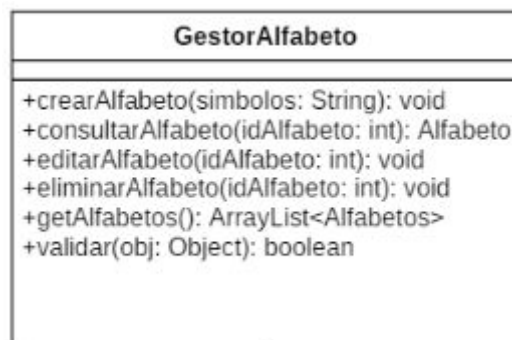 GestorAlfabeto
+crearAlfabeto(simbolos: String): void
+consultarAlfabeto(idAlfabeto: int): Alfabeto
+editarAlfabeto(idAlfabeto: int): void
+eliminarAlfabeto(idAlfabeto: int): void
+getAlfabetos(): ArrayList<Alfabetos>
+validar(obj: Object): boolean